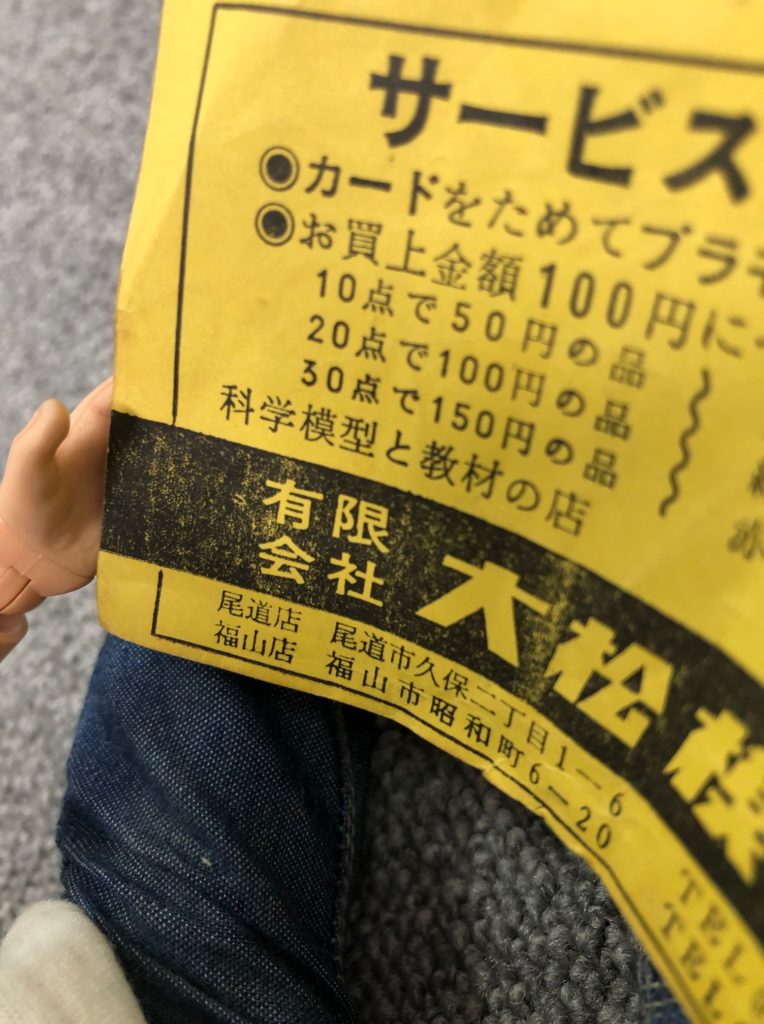 サービス
◉カードをためてプラモ
◉お買上金額100円に
10点で50円の品
20点で100円の品
30点で150円の品
科学模型と教材の店
有限会社 大松模
尾道店 尾道市久保二丁目1-6
福山店 福山市昭和町6-20
TEL
TEL